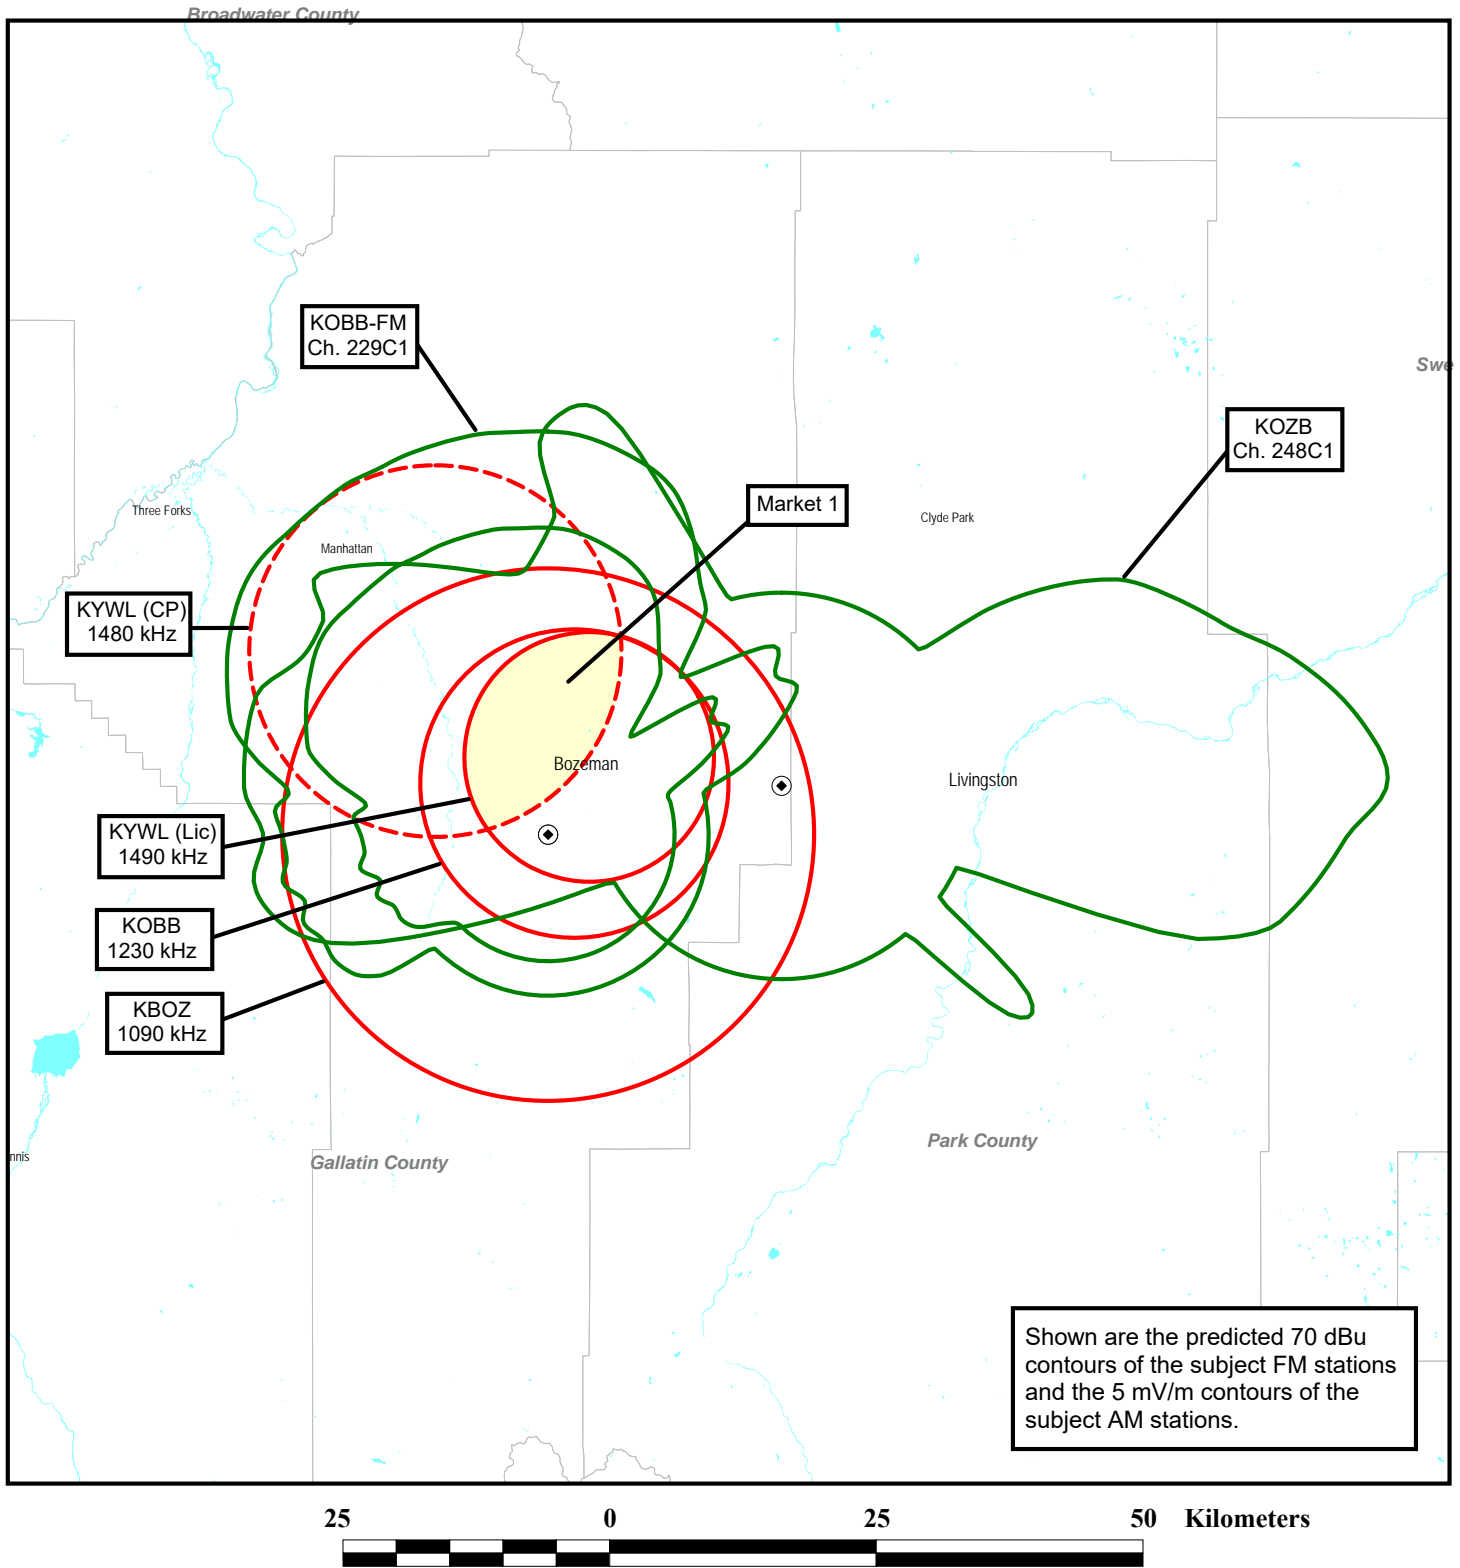 Broadwater County
KOBB-FM
Ch. 229C1
Swe
KOZB
Ch. 248C1
Market 1
Three Forks
Clyde Park
Manhattan
KYWL (CP)
1480 kHz
Bozeman
Livingston
KYWL (Lic)
1490 kHz
KOBB
1230 kHz
KBOZ
1090 kHz
nnis
Gallatin County
Park County
Shown are the predicted 70 dBu
contours of the subject FM stations
and the 5 mV/m contours of the
subject AM stations.
25 0 25 50 Kilometers